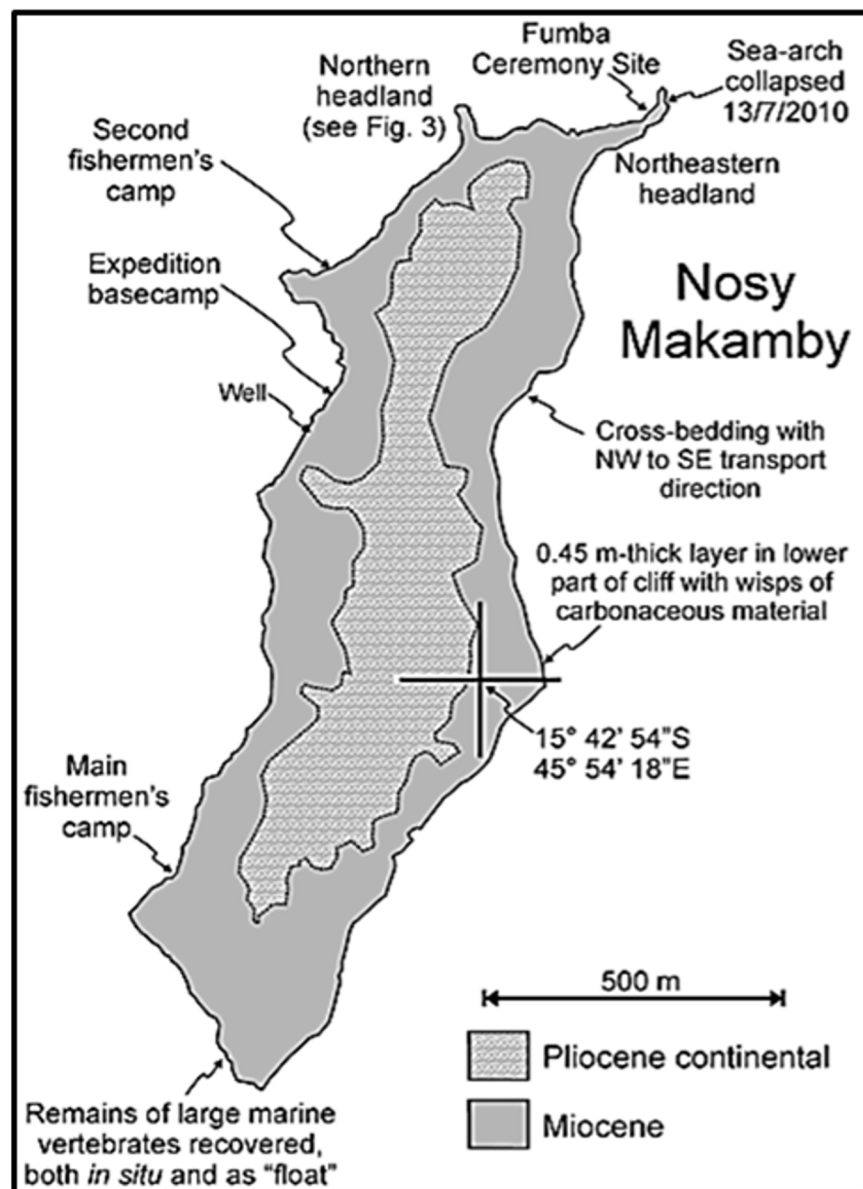 Fumba
Ceremony Site
Sea-arch
collapsed
13/7/2010
Northern
headland
(see Fig. 3)
Second
fishermen's
camp
Northeastern
headland
Expedition
basecamp
Nosy
Makamby
Well
Cross-bedding with
NW to SE transport
direction
0.45 m-thick layer in lower
part of cliff with wisps of
carbonaceous material
15° 42' 54"S
45° 54' 18"E
Main
fishermen's
camp
500 m
Pliocene continental
Miocene
Remains of large marine
vertebrates recovered,
both in situ and as "float"